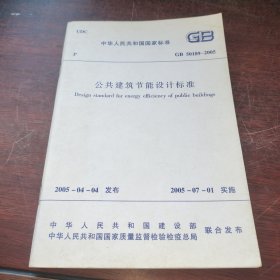 UDC
GB
中华人民共和国国家标准
P
GB 50189-2005
公共建筑节能设计标准
Design standard for energy efficiency of public buildings
2005-04-04 发布 2005-07-01 实施
中华人民共和国建设部
中华人民共和国国家质量监督检验检疫总局 联合发布